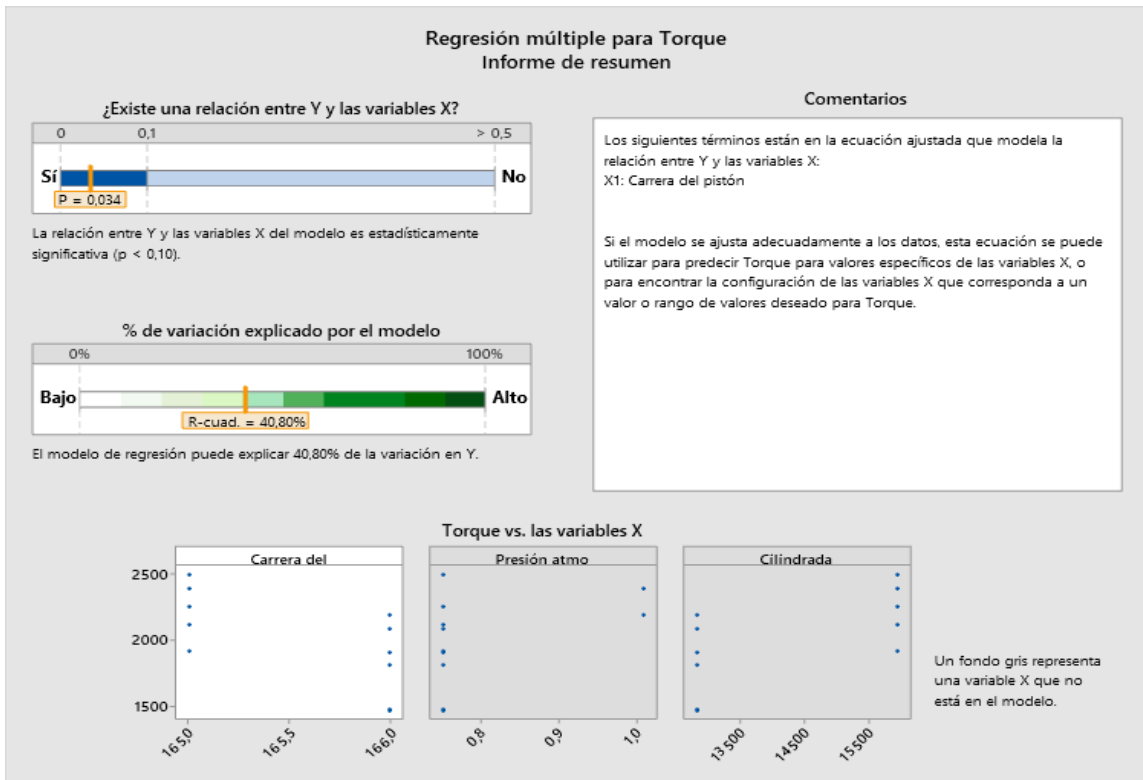 Regresión múltiple para Torque
Informe de resumen
¿Existe una relación entre Y y las variables X?
0 0,1 > 0,5
Sí No
P = 0,034
La relación entre Y y las variables X del modelo es estadísticamente
significativa (p < 0,10).
% de variación explicado por el modelo
0% 100%
Bajo Alto
R-cuad. = 40,80%
El modelo de regresión puede explicar 40,80% de la variación en Y.
Comentarios
Los siguientes términos están en la ecuación ajustada que modela la
relación entre Y y las variables X:
X1: Carrera del pistón
Si el modelo se ajusta adecuadamente a los datos, esta ecuación se puede
utilizar para predecir Torque para valores específicos de las variables X, o
para encontrar la configuración de las variables X que corresponda a un
valor o rango de valores deseado para Torque.
Torque vs. las variables X
Carrera del Presión atmo Cilindrada
2500
2000
1500
165,0 165,5 166,0 0,8 0,9 1,0 13500 14500 15500
Un fondo gris representa
una variable X que no
está en el modelo.